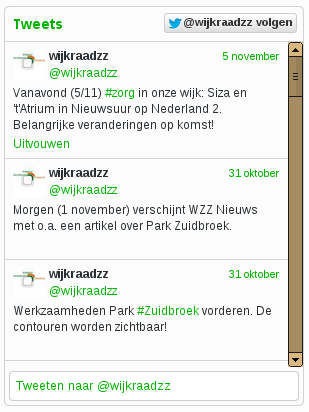 Tweets
@wijkraadzz volgen
wijkraadzz
5 november
@wijkraadzz
Vanavond (5/11) #zorg in onze wijk: Siza en
't'Atrium in Nieuwsuur op Nederland 2.
Belangrijke veranderingen op komst!
Uitvouwen
wijkraadzz
31 oktober
@wijkraadzz
Morgen (1 november) verschijnt WZZ Nieuws
met o.a. een artikel over Park Zuidbroek.
wijkraadzz
31 oktober
@wijkraadzz
Werkzaamheden Park #Zuidbroek vorderen. De
contouren worden zichtbaar!
Tweeten naar @wijkraadzz